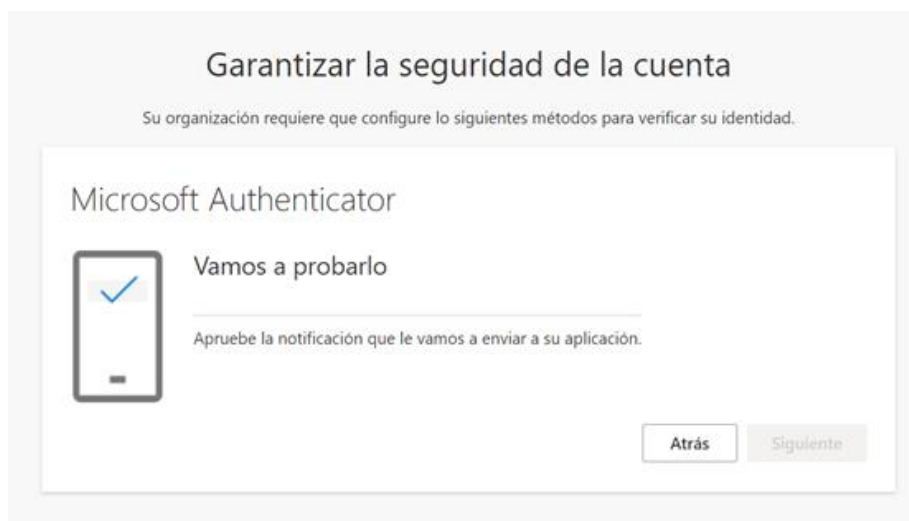 Garantizar la seguridad de la cuenta
Su organización requiere que configure lo siguientes métodos para verificar su identidad.
Microsoft Authenticator
Vamos a probarlo
Apruebe la notificación que le vamos a enviar a su aplicación.
Atrás
Siguiente